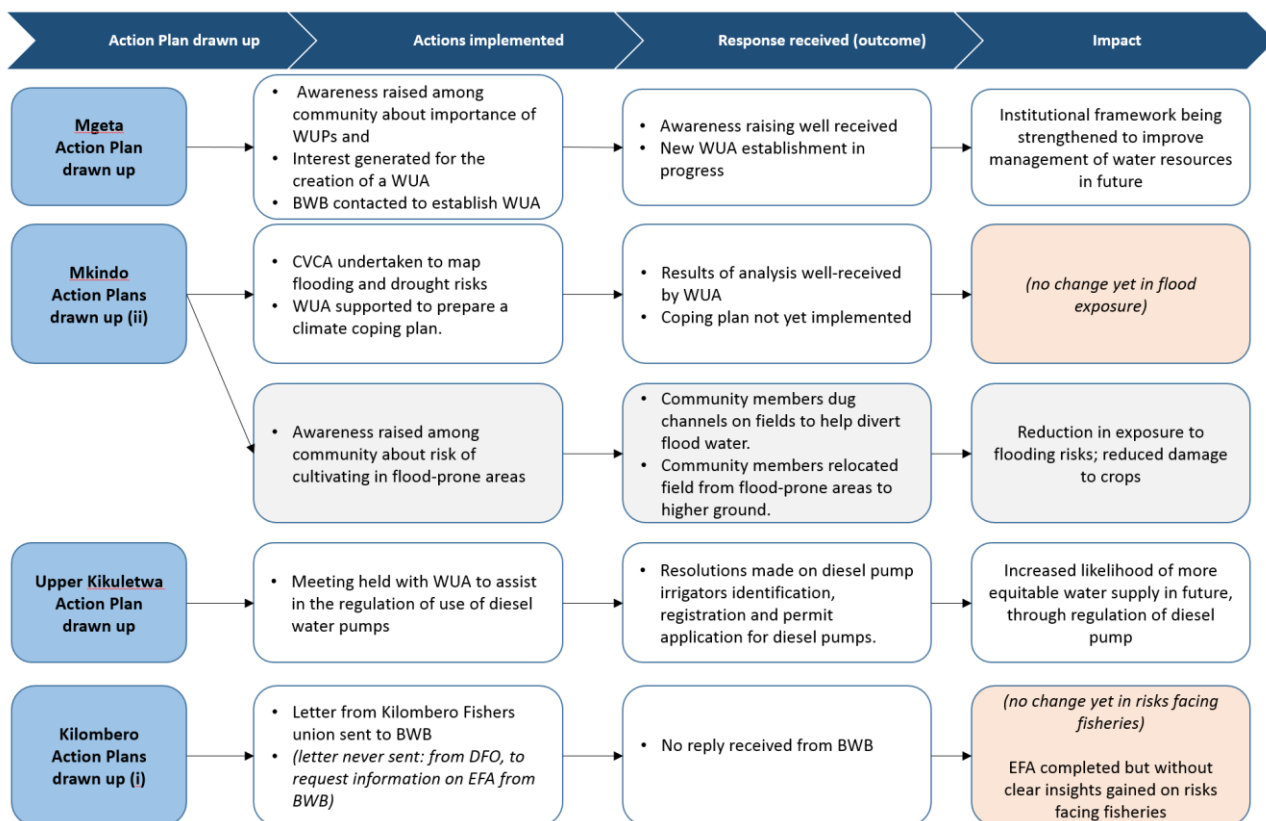 Action Plan drawn up
Actions implemented
Response received (outcome)
Impact
Mgeta
Action Plan
drawn up
• Awareness raised among
community about importance of
WUPs and
• Interest generated for the
creation of a WUA
• BWB contacted to establish WUA
• Awareness raising well received
• New WUA establishment in
progress
Institutional framework being
strengthened to improve
management of water resources
in future
Mkindo
Action Plans
drawn up (ii)
• CVCA undertaken to map
flooding and drought risks
• WUA supported to prepare a
climate coping plan.
• Results of analysis well-received
by WUA
• Coping plan not yet implemented
(no change yet in flood
exposure)
• Awareness raised among
community about risk of
cultivating in flood-prone areas
• Community members dug
channels on fields to help divert
flood water.
• Community members relocated
field from flood-prone areas to
higher ground.
Reduction in exposure to
flooding risks; reduced damage
to crops
Upper Kikuletwa
Action Plan
drawn up
• Meeting held with WUA to assist
in the regulation of use of diesel
water pumps
• Resolutions made on diesel pump
irrigators identification,
registration and permit
application for diesel pumps.
Increased likelihood of more
equitable water supply in future,
through regulation of diesel
pump
Kilombero
Action Plans
drawn up (i)
• Letter from Kilombero Fishers
union sent to BWB
• (letter never sent: from DFO, to
request information on EFA from
BWB)
• No reply received from BWB
(no change yet in risks facing
fisheries)
EFA completed but without
clear insights gained on risks
facing fisheries